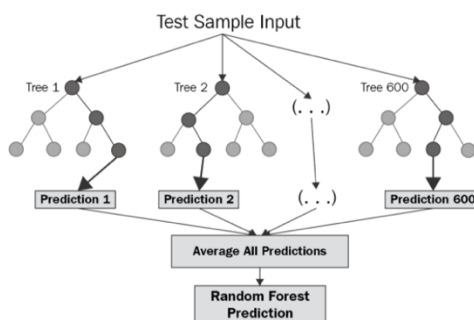 Test Sample Input
Tree 1
Tree 2
(. . .)
Tree 600
Prediction 1
Prediction 2
(. . .)
Prediction 600
Average All Predictions
Random Forest
Prediction